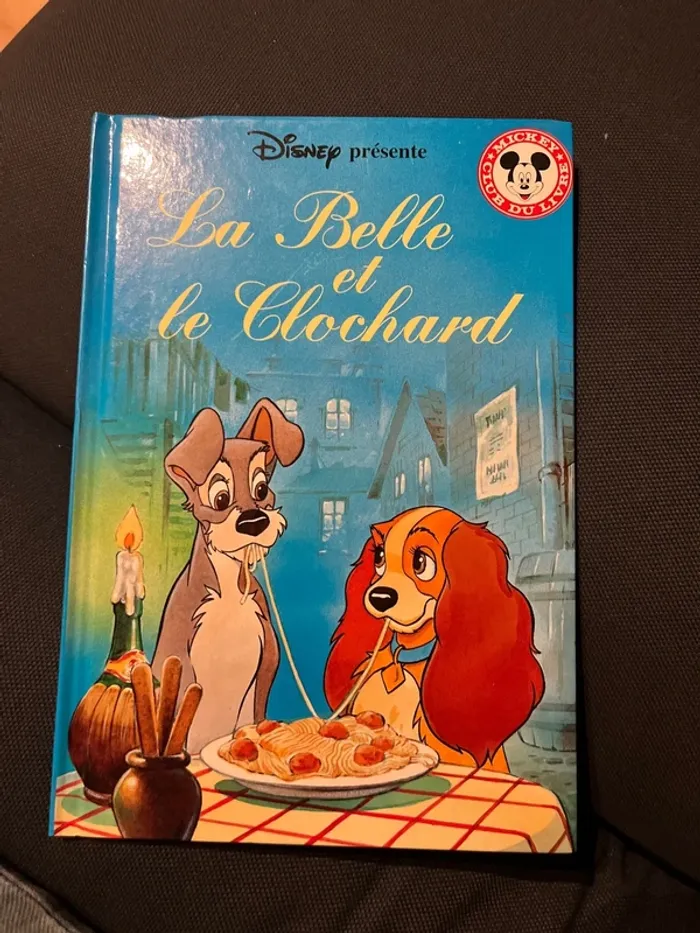 Disney présente
MICKEY
CLUB DU LIVRE
La Belle
et
le Clochard